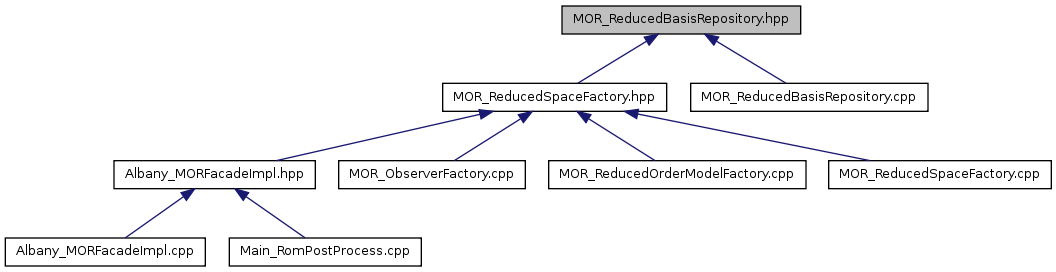 MOR_ReducedBasisRepository.hpp
MOR_ReducedSpaceFactory.hpp
MOR_ReducedBasisRepository.cpp
Albany_MORFacadeImpl.hpp
MOR_ObserverFactory.cpp
MOR_ReducedOrderModelFactory.cpp
MOR_ReducedSpaceFactory.cpp
Albany_MORFacadeImpl.cpp
Main_RomPostProcess.cpp